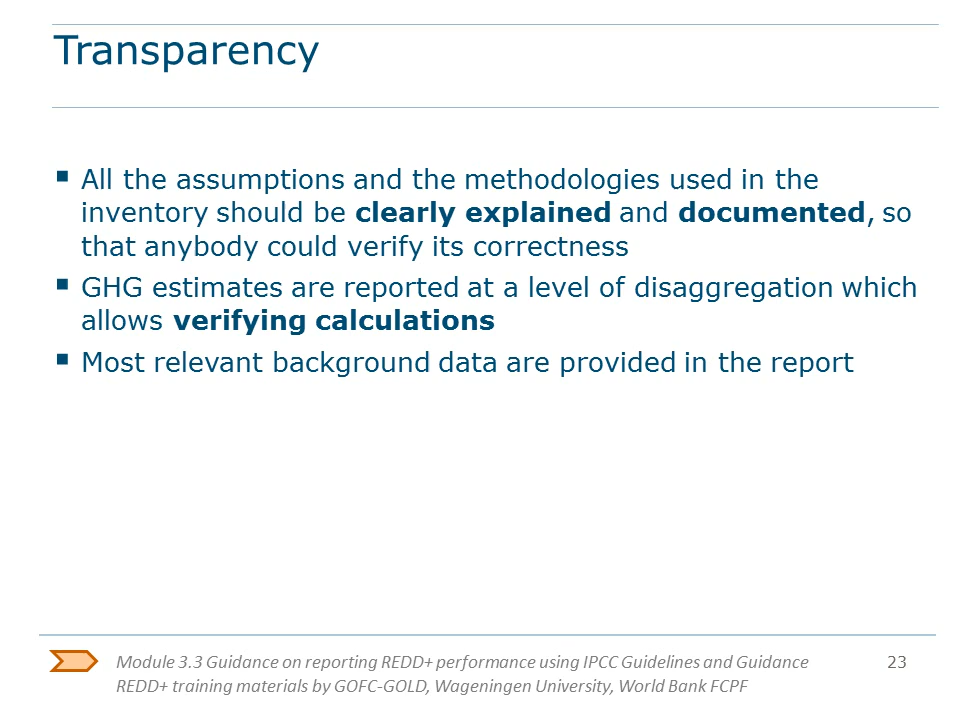 Transparency
▪ All the assumptions and the methodologies used in the
inventory should be clearly explained and documented, so
that anybody could verify its correctness
▪ GHG estimates are reported at a level of disaggregation which
allows verifying calculations
▪ Most relevant background data are provided in the report
Module 3.3 Guidance on reporting REDD+ performance using IPCC Guidelines and Guidance
REDD+ training materials by GOFC-GOLD, Wageningen University, World Bank FCPF
23